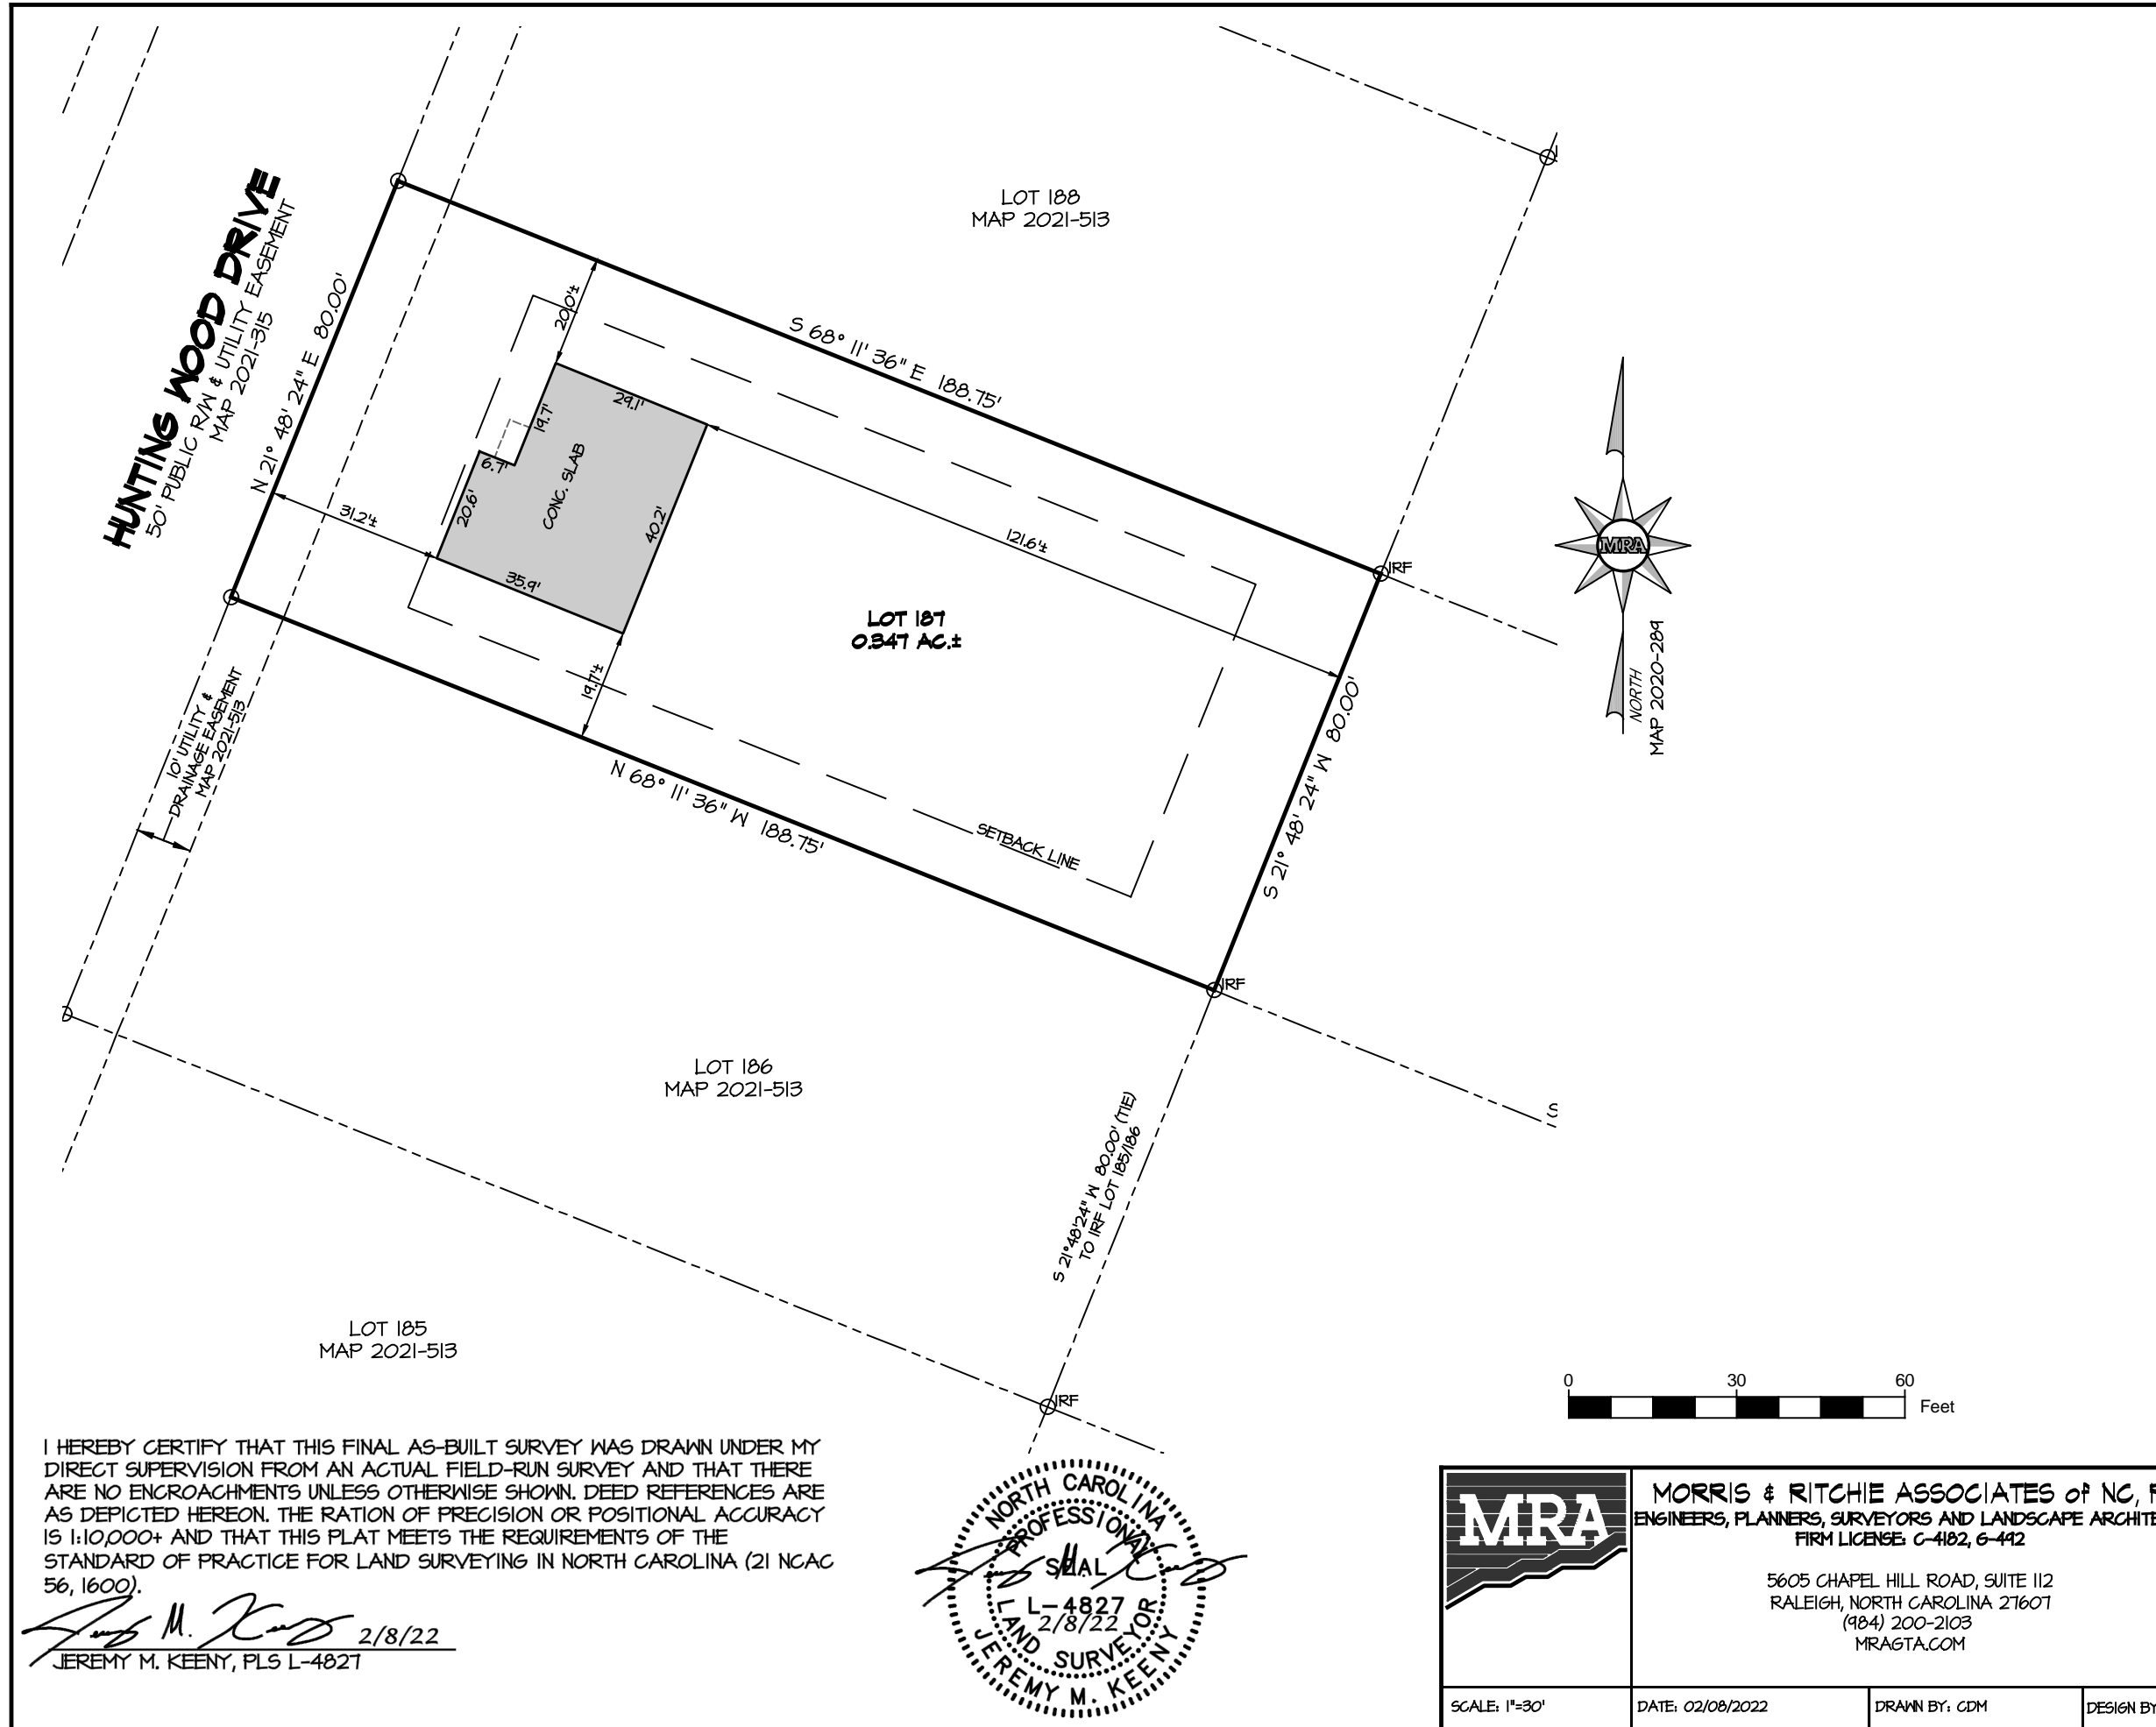 LOT 188
MAP 2021-513
HUNTING WOOD DRIVE
50' PUBLIC R/W & UTILITY EASEMENT
MAP 2021-315
N 21° 48' 24" E 80.00'
S 68° 11' 36" E 188.75'
20.0'±
29.1'
19.7'
6.7'
20.6'
CONC. SLAB
40.2'
35.9'
31.2'±
121.6'±
19.7'±
LOT 187
0.347 AC.±
IRF
MRA
NORTH
MAP 2020-289
S 21° 48' 24" W 80.00'
N 68° 11' 36" W 188.75'
SETBACK LINE
10' UTILITY &
DRAINAGE EASEMENT
MAP 2021-513
IRF
LOT 186
MAP 2021-513
S 21°48'24" W 80.00' (TIE)
TO IRF LOT 185/186
S
LOT 185
MAP 2021-513
IRF
0 30 60
Feet
I HEREBY CERTIFY THAT THIS FINAL AS-BUILT SURVEY WAS DRAWN UNDER MY
DIRECT SUPERVISION FROM AN ACTUAL FIELD-RUN SURVEY AND THAT THERE
ARE NO ENCROACHMENTS UNLESS OTHERWISE SHOWN. DEED REFERENCES ARE
AS DEPICTED HEREON. THE RATION OF PRECISION OR POSITIONAL ACCURACY
IS 1:10,000+ AND THAT THIS PLAT MEETS THE REQUIREMENTS OF THE
STANDARD OF PRACTICE FOR LAND SURVEYING IN NORTH CAROLINA (21 NCAC
56, 1600).
2/8/22
JEREMY M. KEENY, PLS L-4827
NORTH CAROLINA
PROFESSIONAL
SEAL
L-4827
2/8/22
LAND SURVEYOR
JEREMY M. KEENY
MRA
MORRIS & RITCHIE ASSOCIATES of NC,
ENGINEERS, PLANNERS, SURVEYORS AND LANDSCAPE ARCHITE
FIRM LICENSE: C-4182, G-492
5605 CHAPEL HILL ROAD, SUITE 112
RALEIGH, NORTH CAROLINA 27607
(984) 200-2103
MRAGTA.COM
SCALE: 1"=30'
DATE: 02/08/2022
DRAWN BY: CDM
DESIGN BY